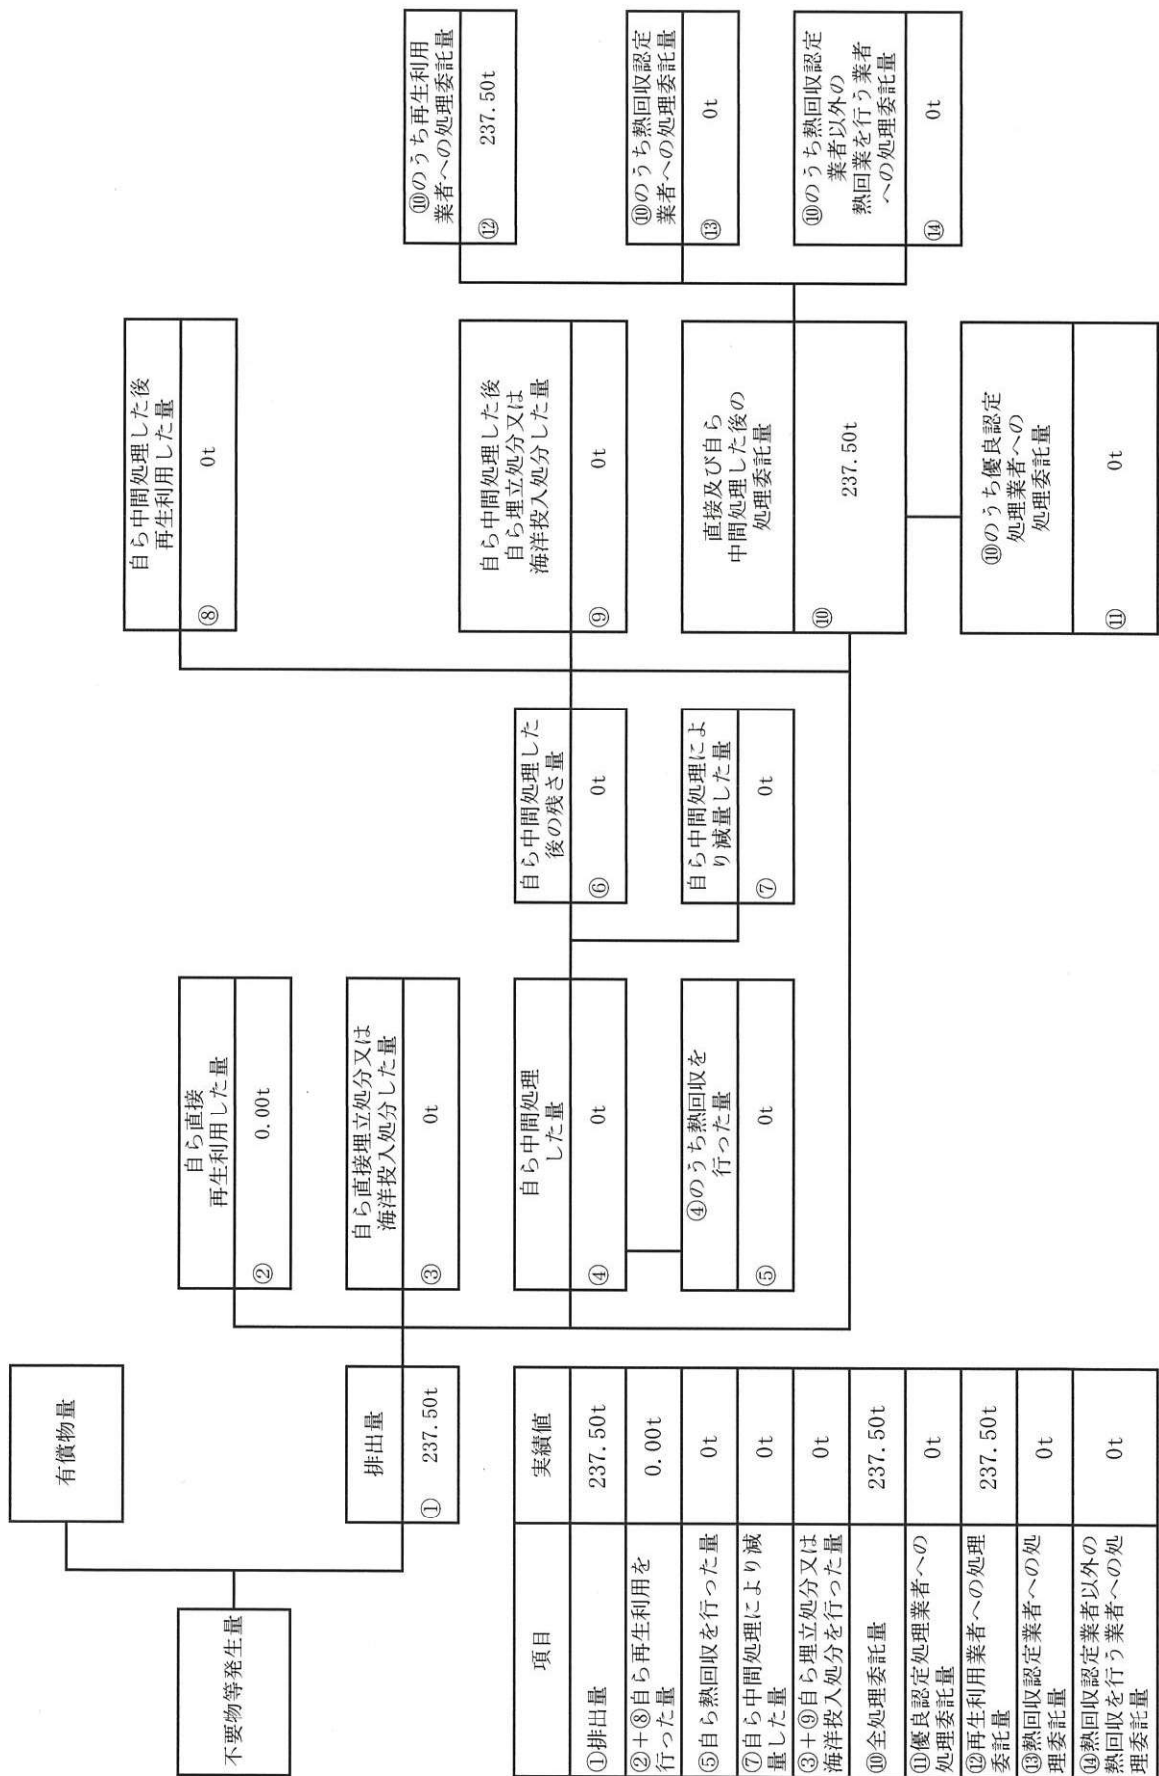 不要物等発生量
有償物量
排出量
① 237.50t
自ら直接
再生利用した量
② 0.00t
自ら直接埋立処分又は
海洋投入処分した量
③ 0t
自ら中間処理
した量
④ 0t
④のうち熱回収を
行った量
⑤ 0t
自ら中間処理した
後の残さ量
⑥ 0t
自ら中間処理によ
り減量した量
⑦ 0t
自ら中間処理した後
再生利用した量
⑧ 0t
自ら中間処理した後
自ら埋立処分又は
海洋投入処分した量
⑨ 0t
直接及び自ら
中間処理した後の
処理委託量
⑩ 237.50t
⑩のうち優良認定
処理業者への
処理委託量
⑪ 0t
⑩のうち再生利用
業者への処理委託量
⑫ 237.50t
⑩のうち熱回収認定
業者への処理委託量
⑬ 0t
⑩のうち熱回収認定
業者以外の
熱回業を行う業者
への処理委託量
⑭ 0t
項目 実績値
①排出量 237.50t
②+⑧自ら再生利用を
行った量 0.00t
⑤自ら熱回収を行った量 0t
⑦自ら中間処理により減
量した量 0t
③+⑨自ら埋立処分又は
海洋投入処分を行った量 0t
⑩全処理委託量 237.50t
⑪優良認定処理業者への
処理委託量 0t
⑫再生利用業者への処理
委託量 237.50t
⑬熱回収認定業者への処
理委託量 0t
⑭熱回収認定業者以外の
熱回収を行う業者への処
理委託量 0t